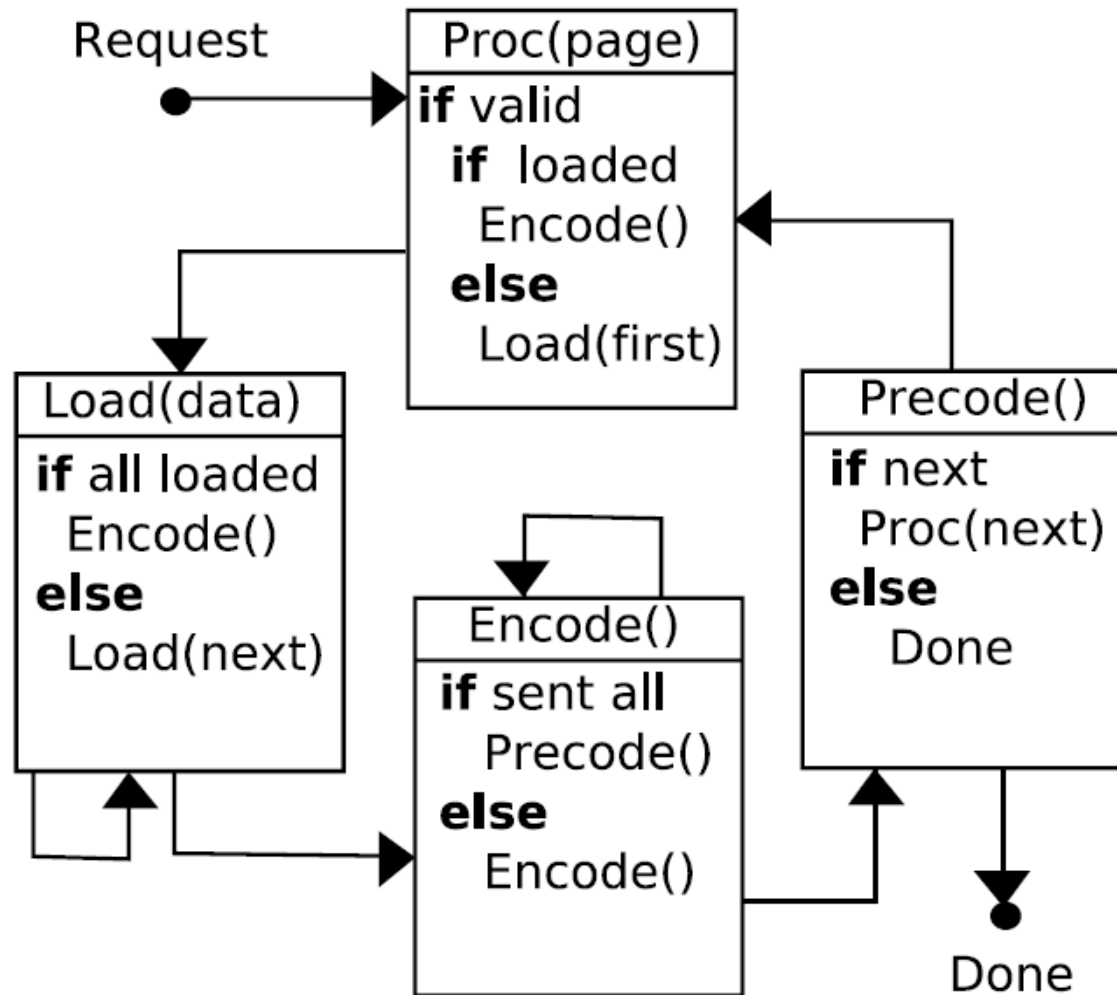 Request
Proc(page)
if valid
if loaded
Encode()
else
Load(first)
Load(data)
if all loaded
Encode()
else
Load(next)
Encode()
if sent all
Precode()
else
Encode()
Precode()
if next
Proc(next)
else
Done
Done